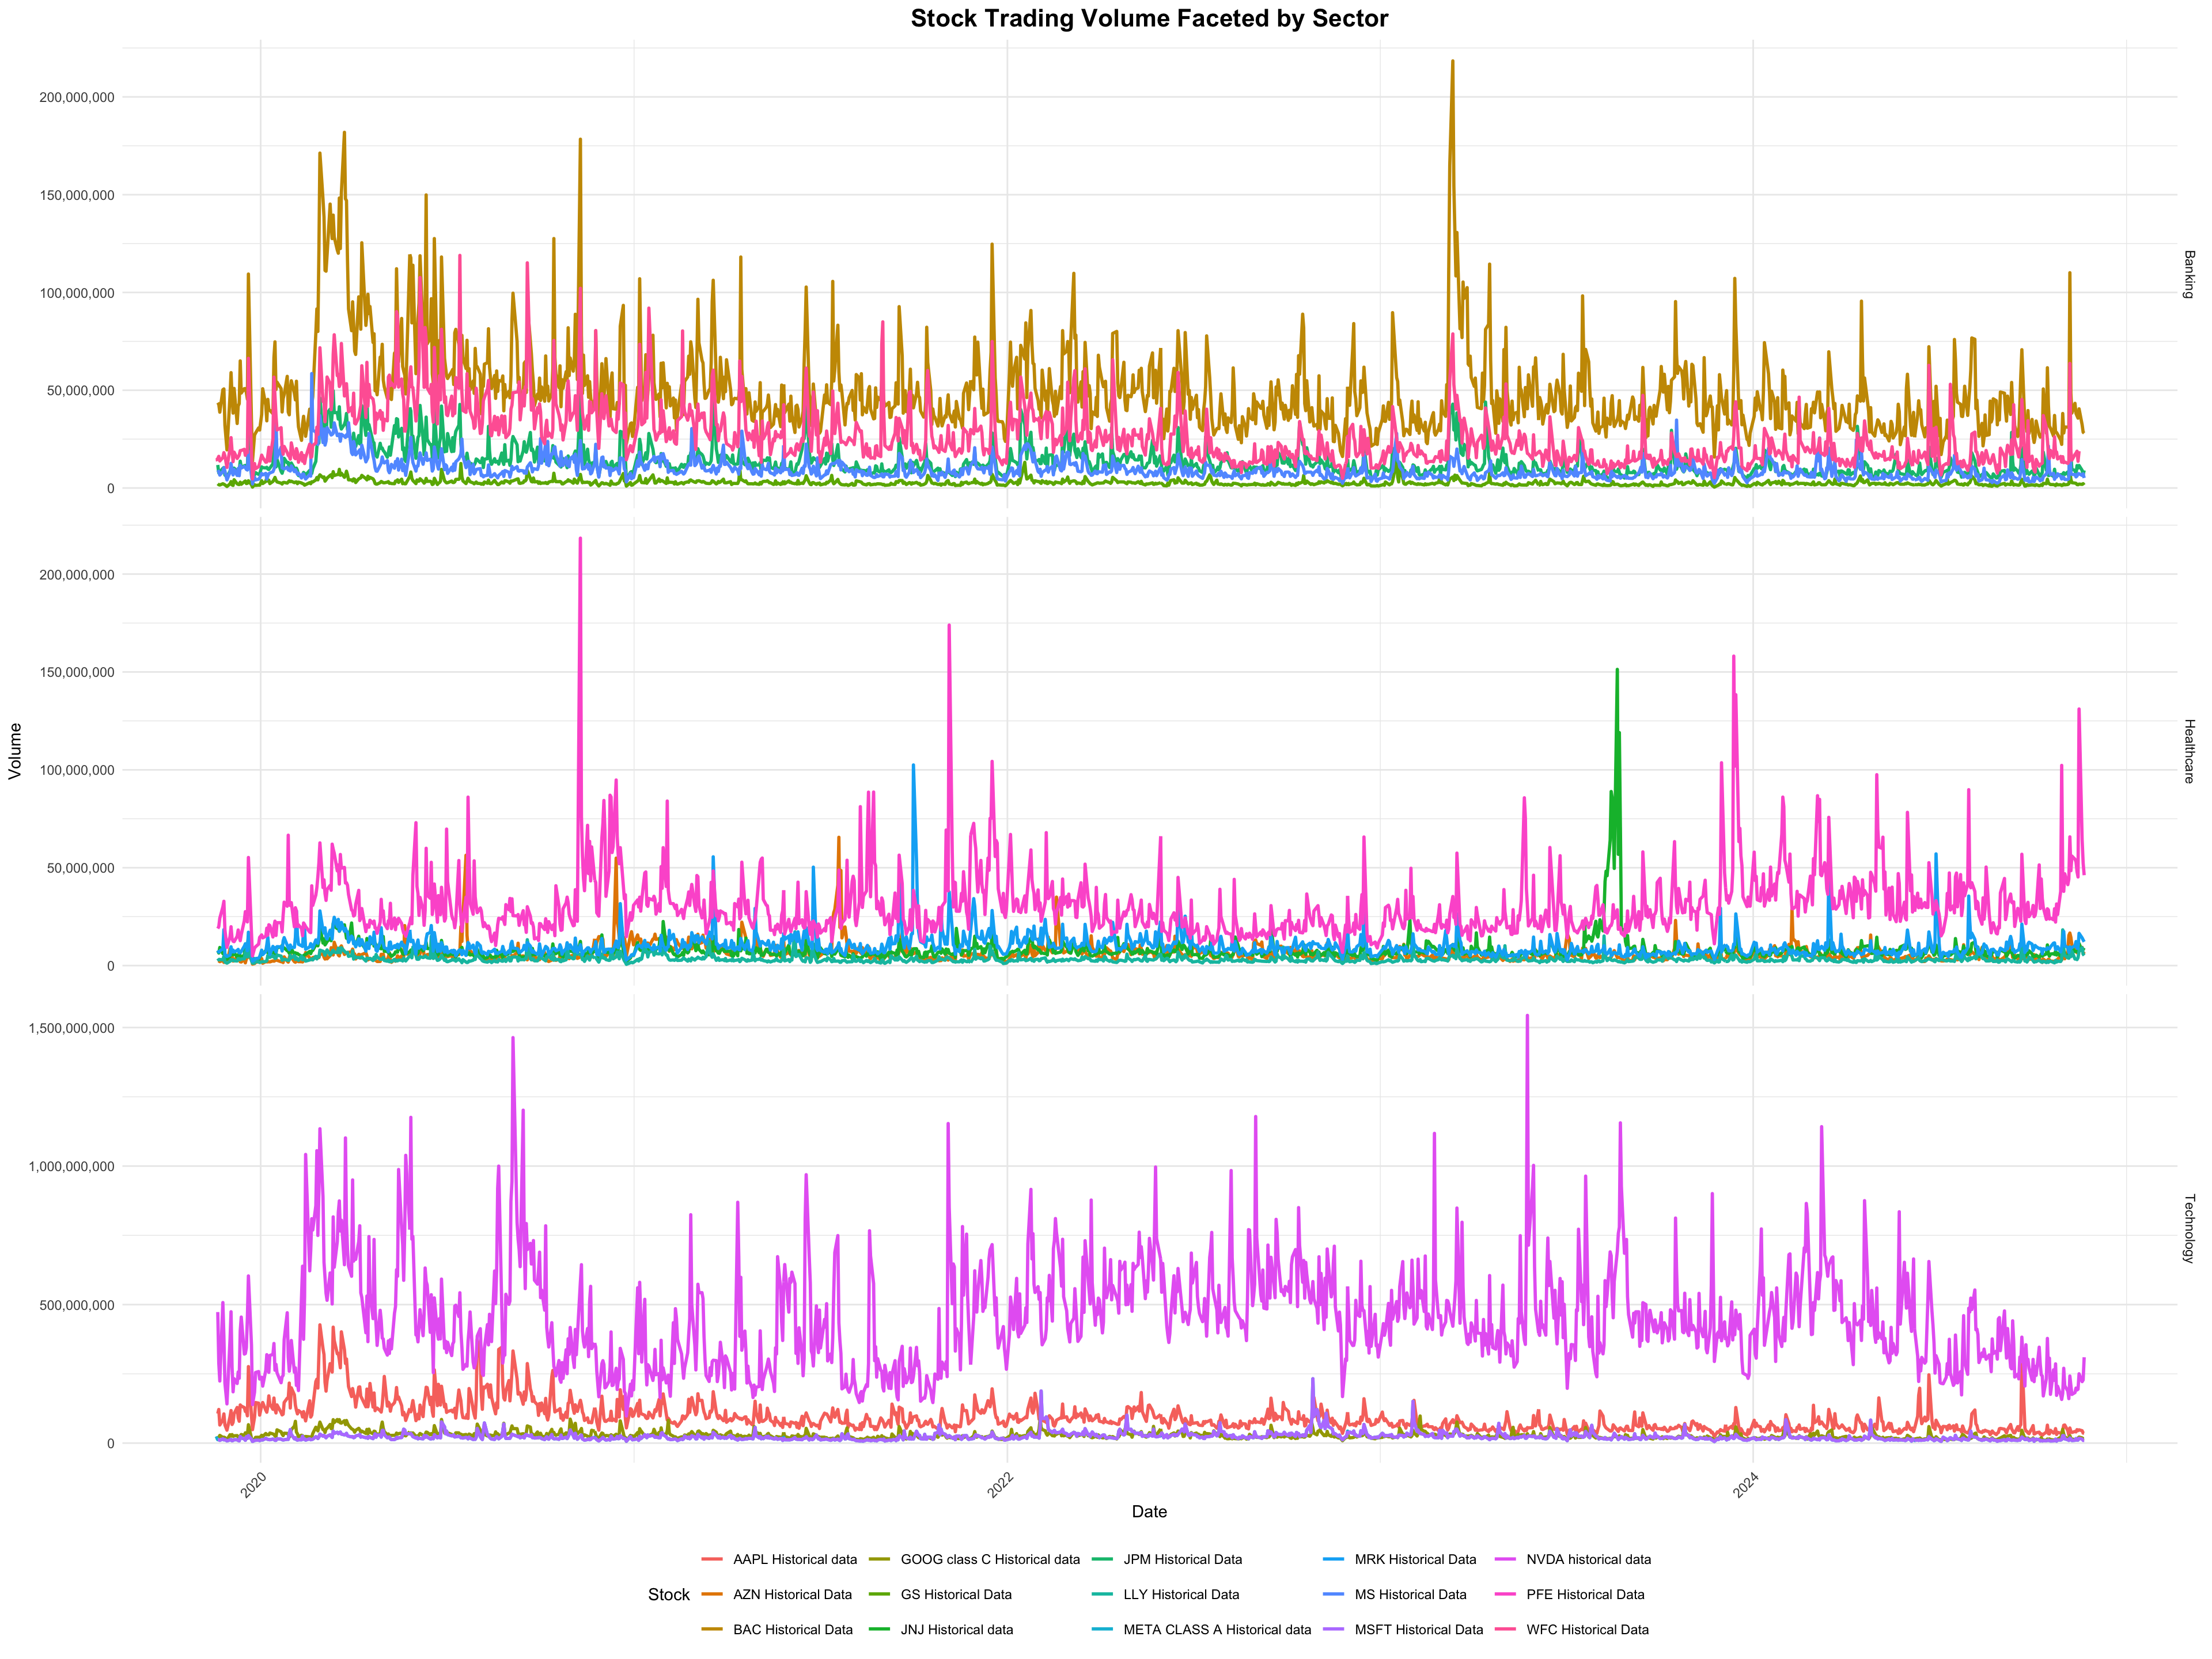 Stock Trading Volume Faceted by Sector
Volume
200,000,000
150,000,000
100,000,000
50,000,000
0
Banking
200,000,000
150,000,000
100,000,000
50,000,000
0
Healthcare
1,500,000,000
1,000,000,000
500,000,000
0
Technology
2020
2022
2024
Date
Stock
AAPL Historical data
GOOG class C Historical data
JPM Historical Data
MRK Historical Data
NVDA historical data
AZN Historical Data
GS Historical Data
LLY Historical Data
MS Historical Data
PFE Historical Data
BAC Historical Data
JNJ Historical data
META CLASS A Historical data
MSFT Historical Data
WFC Historical Data